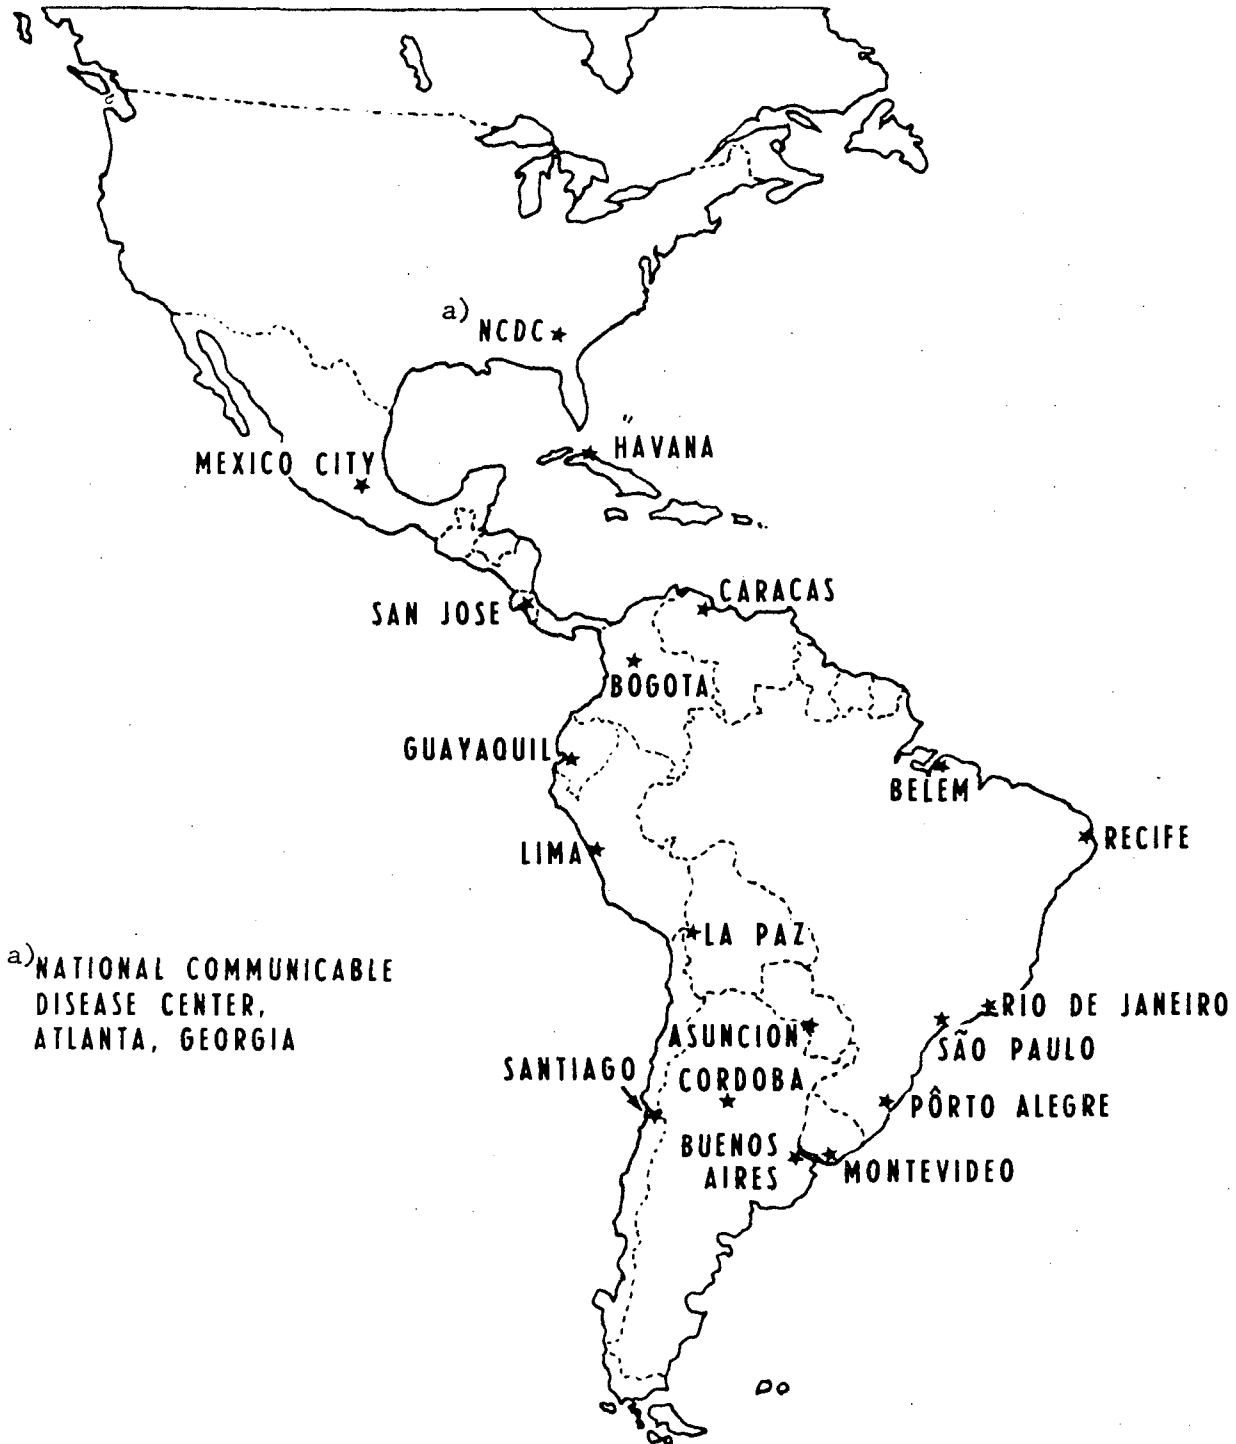 a) NCDC
HAVANA
MEXICO CITY
CARACAS
SAN JOSE
BOGOTA
GUAYAQUIL
BELEM
RECIFE
LIMA
LA PAZ
a) NATIONAL COMMUNICABLE
DISEASE CENTER,
ATLANTA, GEORGIA
RIO DE JANEIRO
ASUNCION
SÃO PAULO
SANTIAGO
CORDOBA
PÔRTO ALEGRE
BUENOS
AIRES
MONTEVIDEO